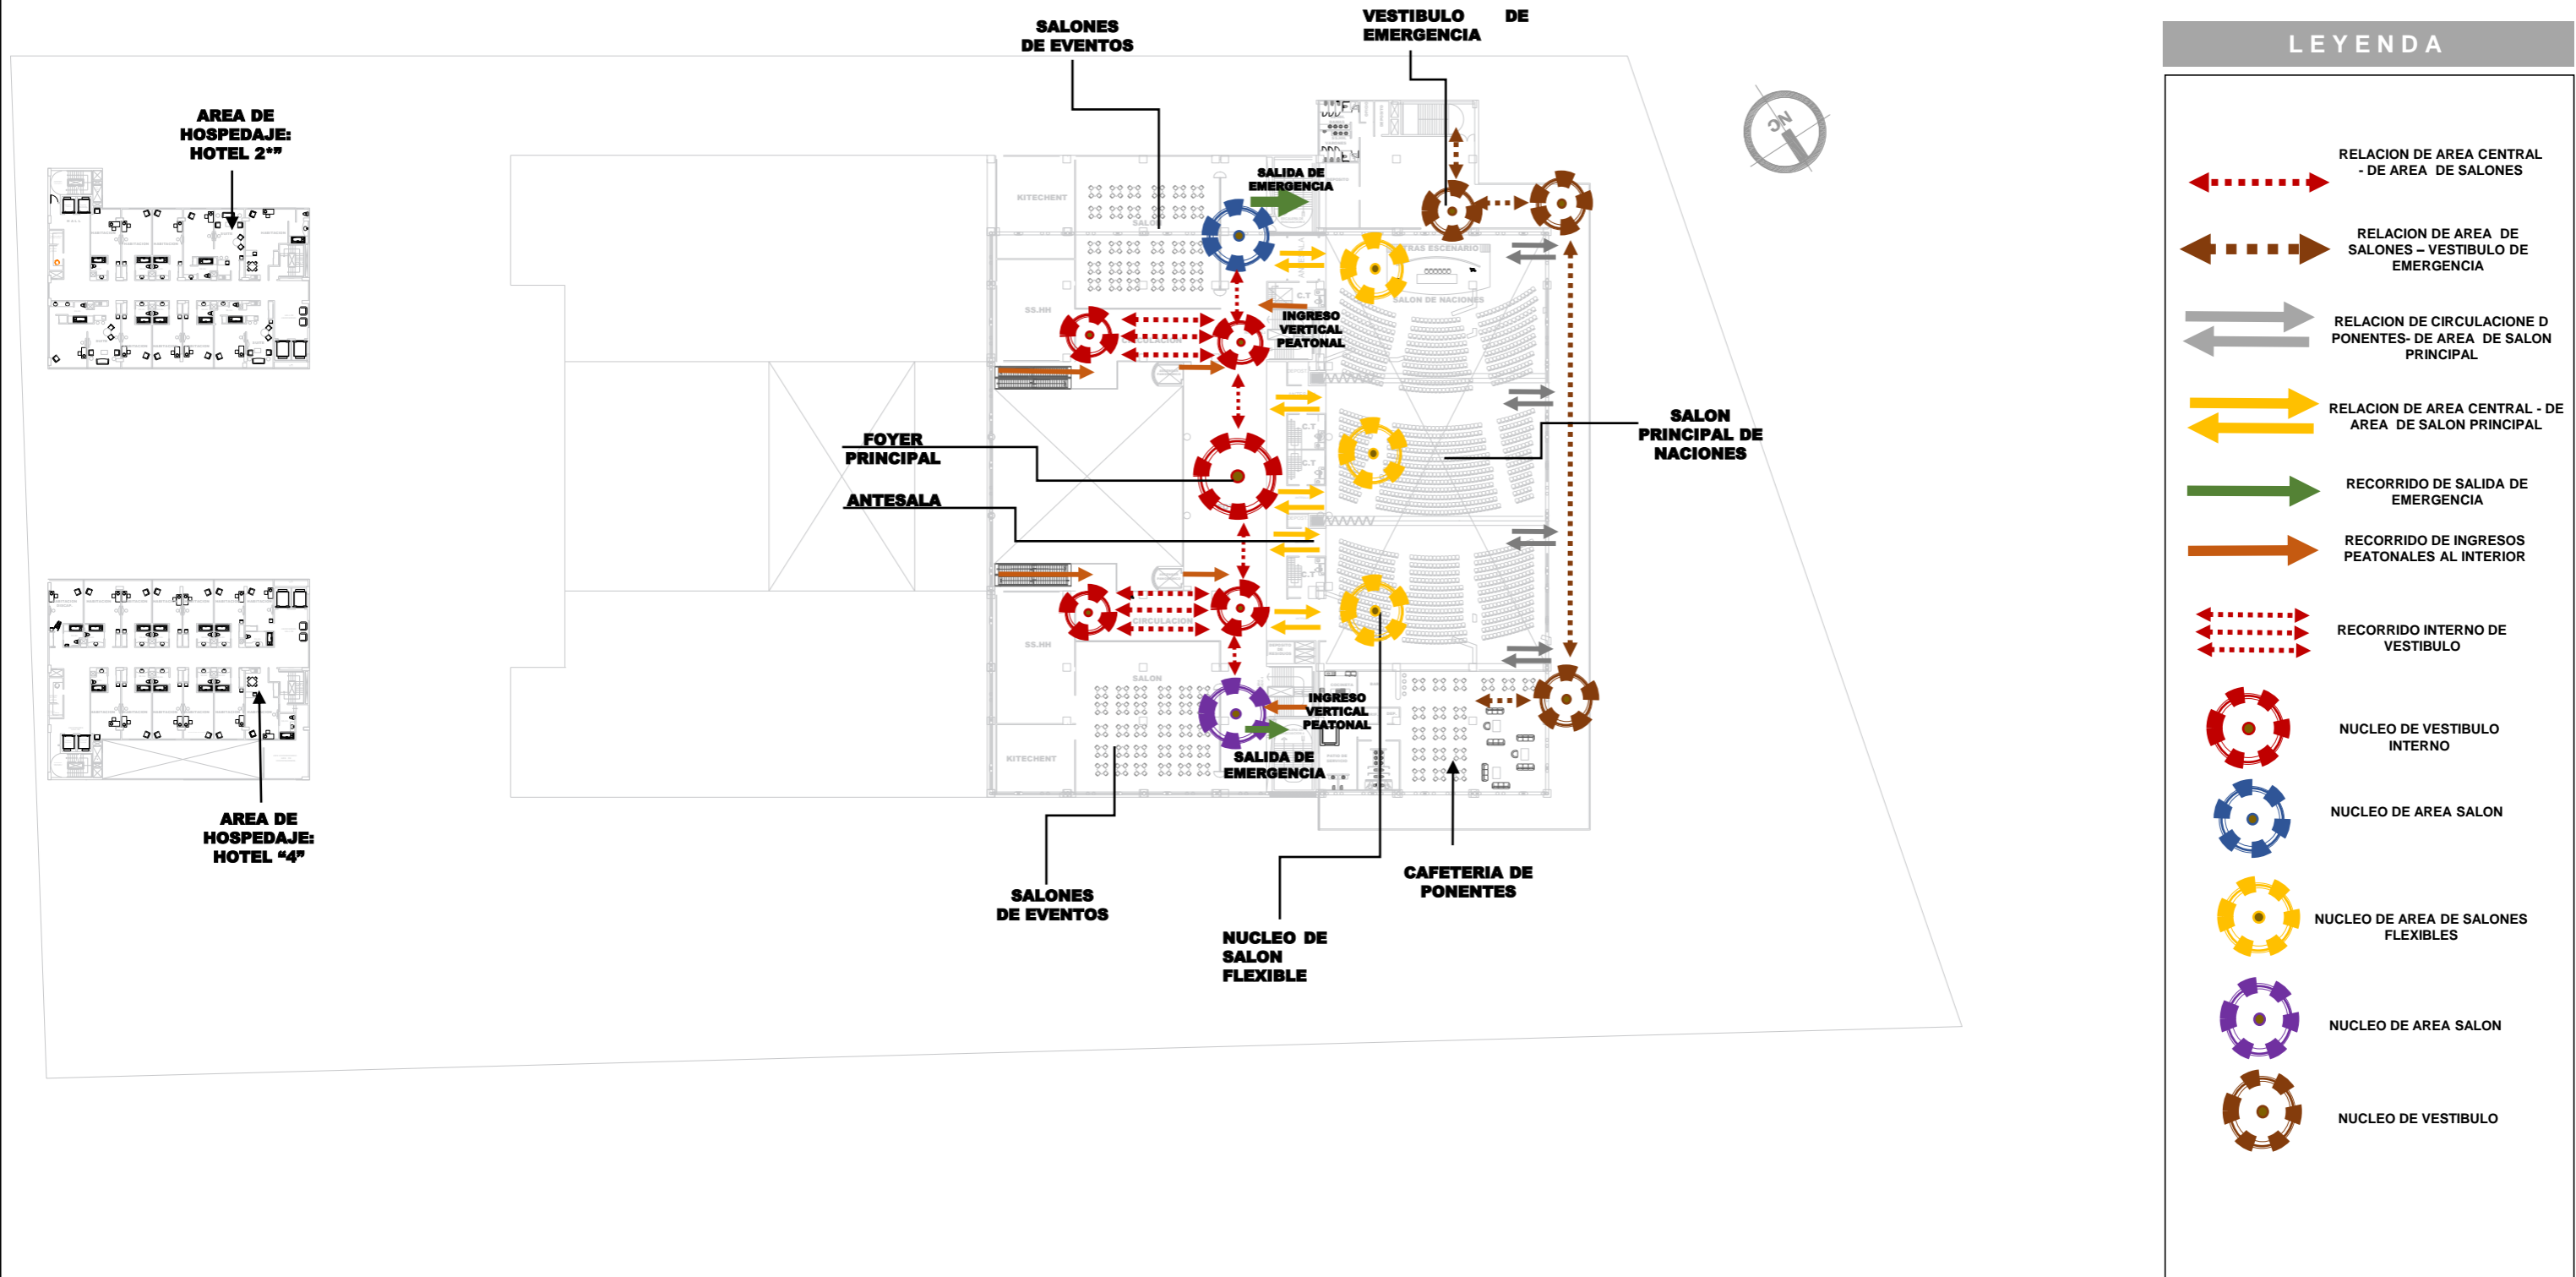 SALONES
DE EVENTOS
VESTIBULO DE
EMERGENCIA
LEYENDA
AREA DE
HOSPEDAJE:
HOTEL 2*”
SALIDA DE
EMERGENCIA
KITECHENT
SALON
TRAS ESCENARIO
SALON DE NACIONES
SS.HH
C.T
INGRESO
VERTICAL
PEATONAL
CIRCULACION
FOYER
PRINCIPAL
ANTESALA
C.T
C.T
SALON
PRINCIPAL DE
NACIONES
C.T
CIRCULACION
SS.HH
SALON
KITECHENT
INGRESO
VERTICAL
PEATONAL
SALIDA DE
EMERGENCIA
AREA DE
HOSPEDAJE:
HOTEL “4”
SALONES
DE EVENTOS
NUCLEO DE
SALON
FLEXIBLE
CAFETERIA DE
PONENTES
RELACION DE AREA CENTRAL
- DE AREA DE SALONES
RELACION DE AREA DE
SALONES – VESTIBULO DE
EMERGENCIA
RELACION DE CIRCULACIONE D
PONENTES- DE AREA DE SALON
PRINCIPAL
RELACION DE AREA CENTRAL - DE
AREA DE SALON PRINCIPAL
RECORRIDO DE SALIDA DE
EMERGENCIA
RECORRIDO DE INGRESOS
PEATONALES AL INTERIOR
RECORRIDO INTERNO DE
VESTIBULO
NUCLEO DE VESTIBULO
INTERNO
NUCLEO DE AREA SALON
NUCLEO DE AREA DE SALONES
FLEXIBLES
NUCLEO DE AREA SALON
NUCLEO DE VESTIBULO